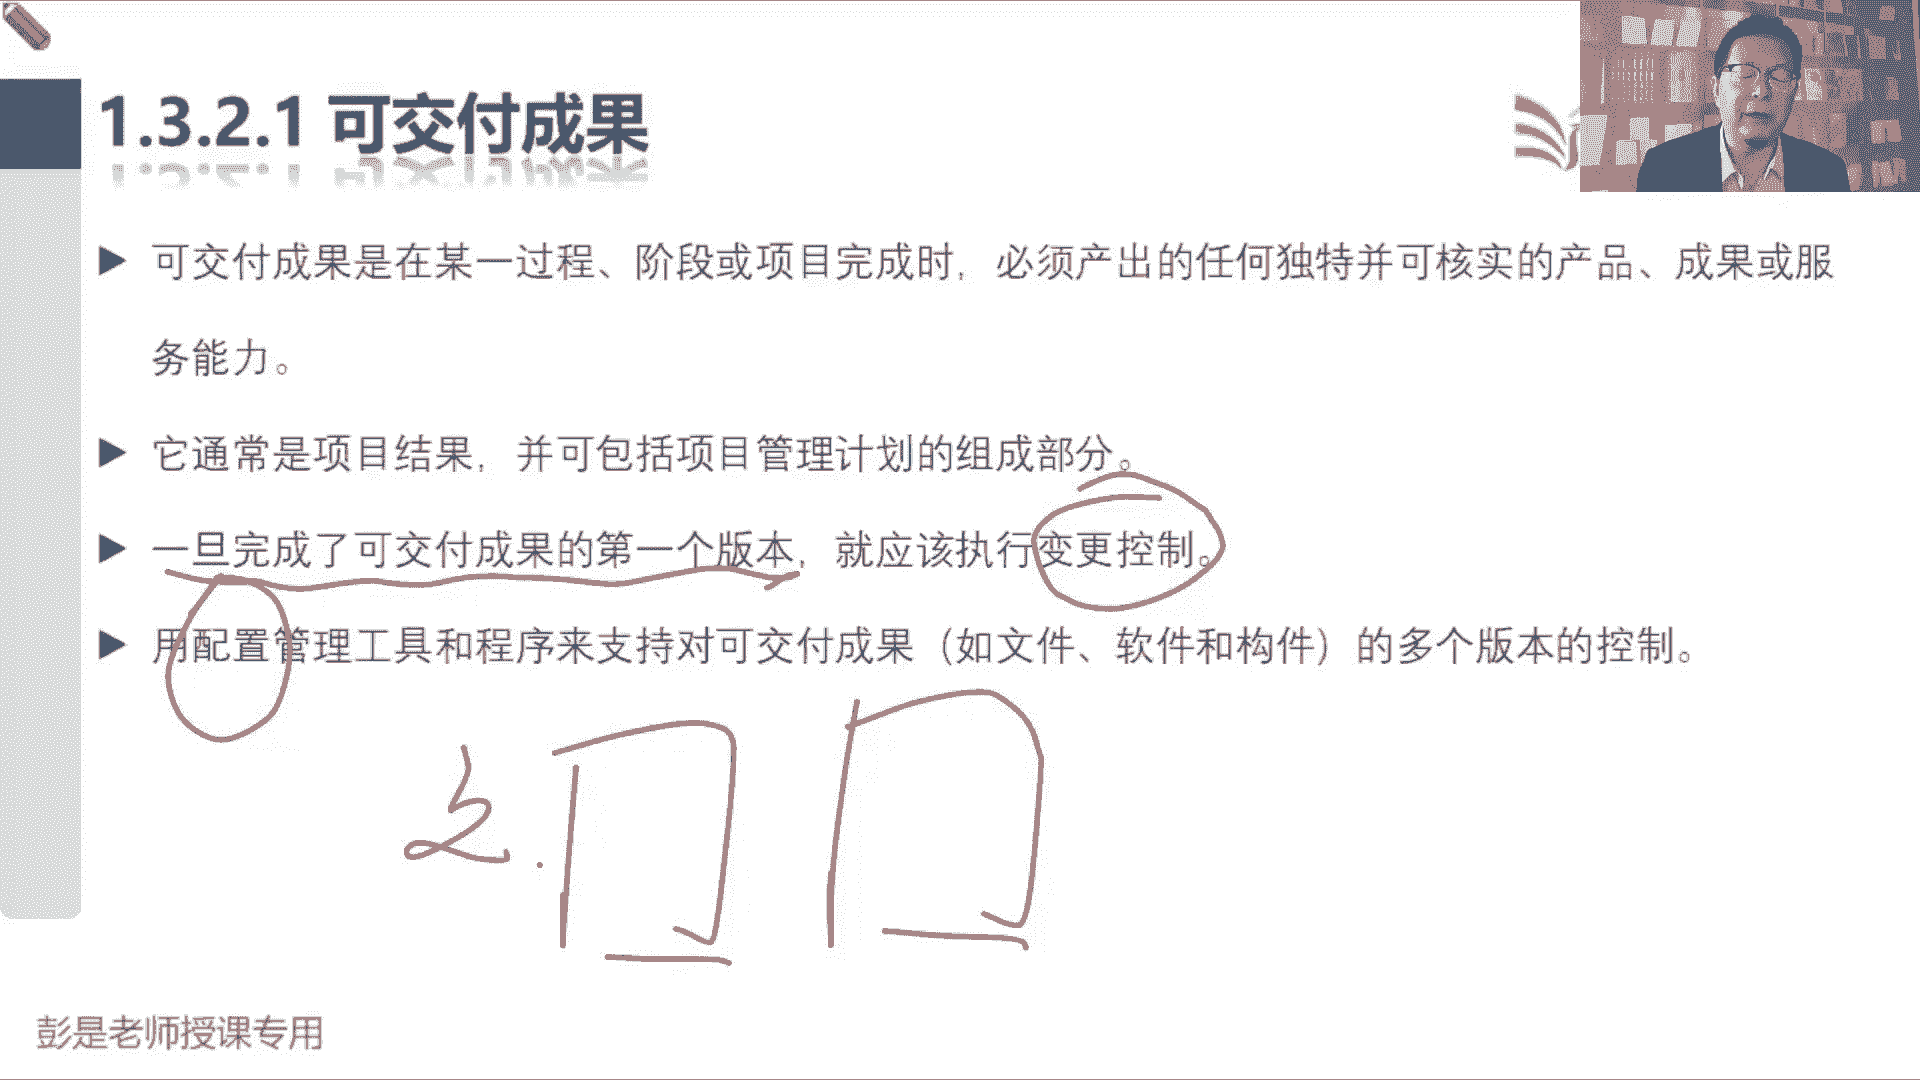 1.3.2.1 可交付成果
可交付成果是在某一过程、阶段或项目完成时，必须产出的任何独特并可核实的产品、成果或服
务能力。
它通常是项目结果，并可包括项目管理计划的组成部分。
一旦完成了可交付成果的第一个版本，就应该执行变更控制。
用配置管理工具和程序来支持对可交付成果（如文件、软件和构件）的多个版本的控制。
彭是老师授课专用